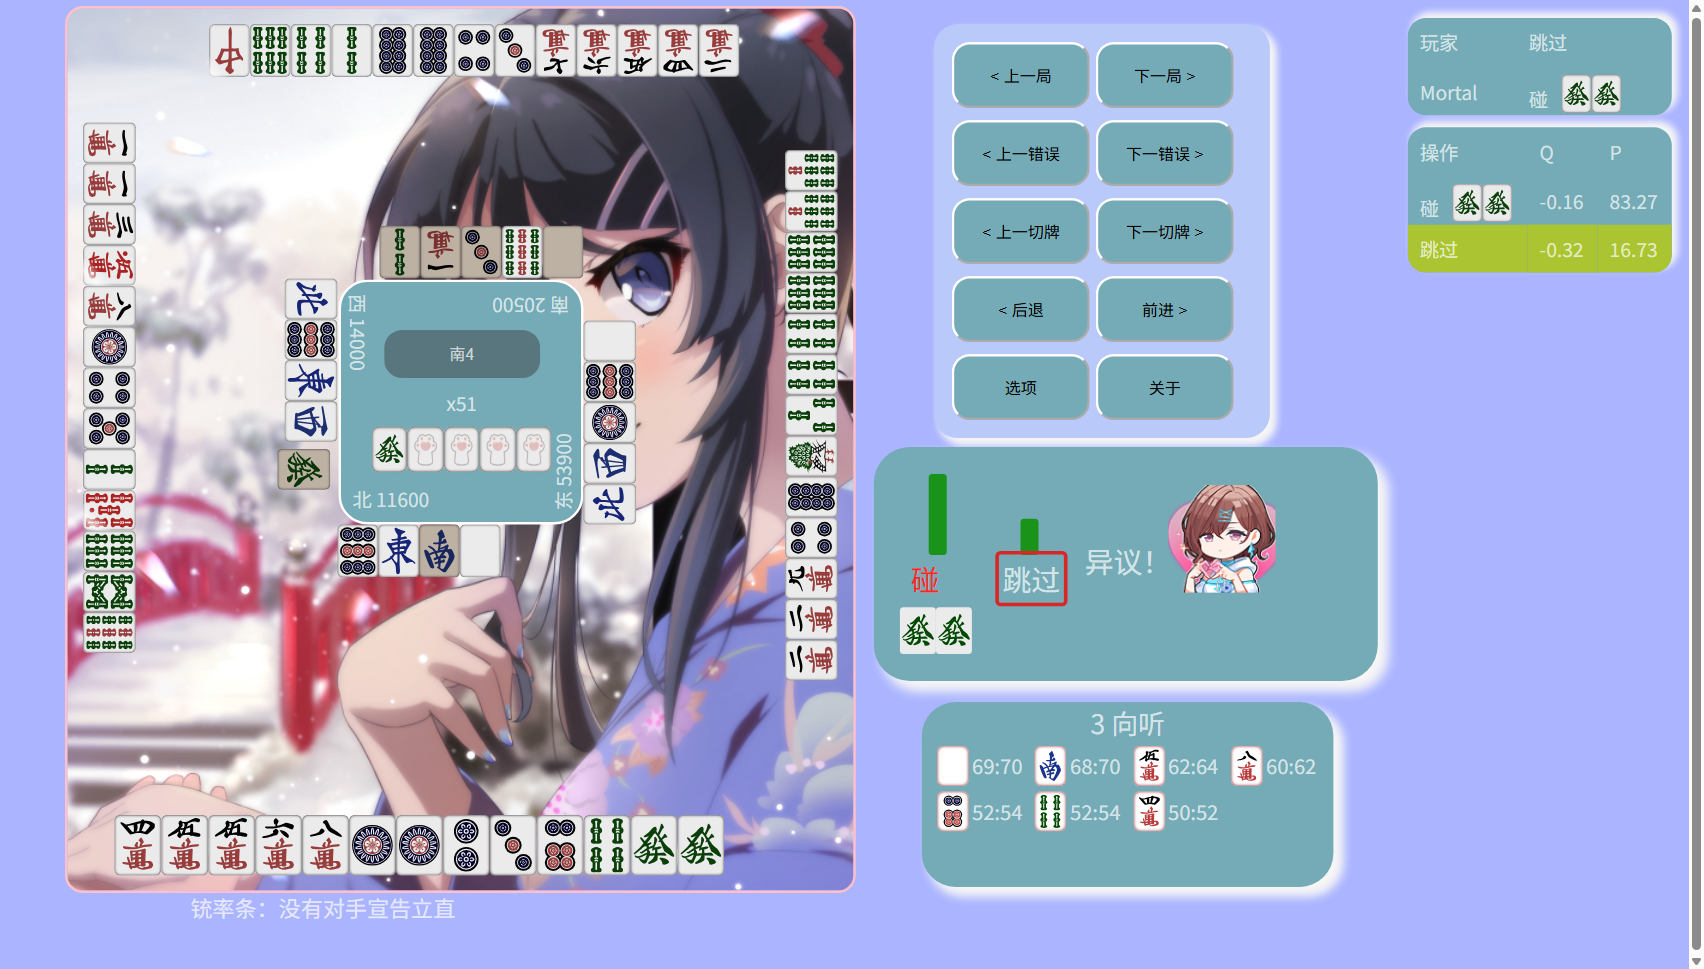 < 上一局
下一局 >
< 上一错误
下一错误 >
< 上一切牌
下一切牌 >
< 后退
前进 >
选项
关于
玩家 跳过
Mortal 碰 發發
操作 Q P
碰 發發 -0.16 83.27
跳过 -0.32 16.73
南 20500
西 14000
南4
x51
北 11600
东 53900
碰
跳过
异议！
3 向听
69:70
68:70
62:64
60:62
52:54
52:54
50:52
铳率条：没有对手宣告立直